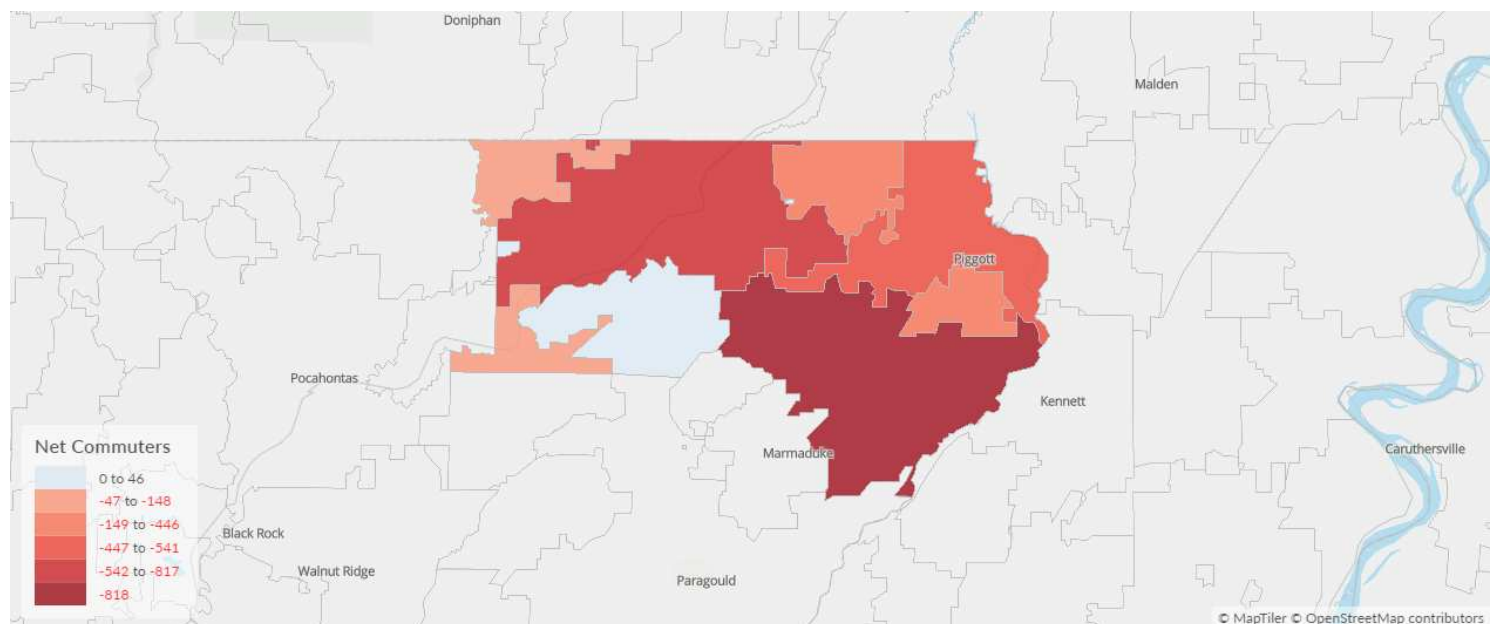 Doniphan
Malden
Piggott
Pocahontas
Kennett
Marmaduke
Caruthersville
Black Rock
Walnut Ridge
Paragould
Net Commuters
0 to 46
-47 to -148
-149 to -446
-447 to -541
-542 to -817
-818
© MapTiler © OpenStreetMap contributors